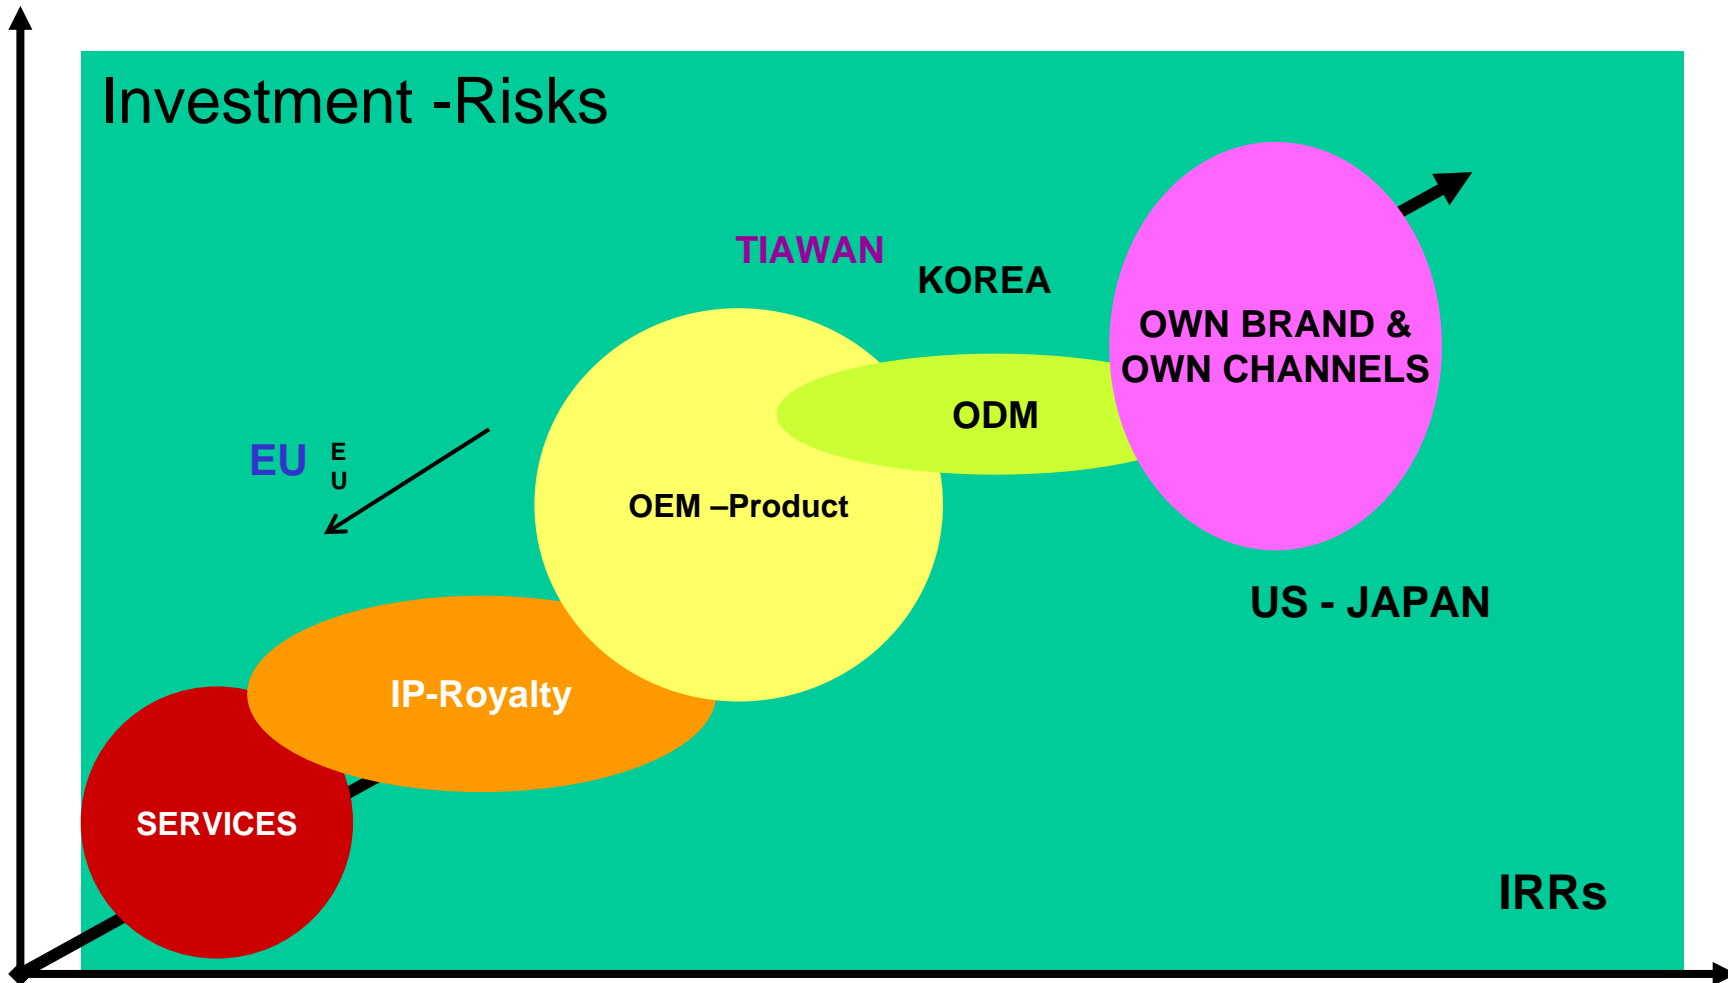 Investment -Risks
TIAWAN
KOREA
OWN BRAND &
OWN CHANNELS
ODM
EU
E
U
OEM –Product
US - JAPAN
IP-Royalty
SERVICES
IRRs